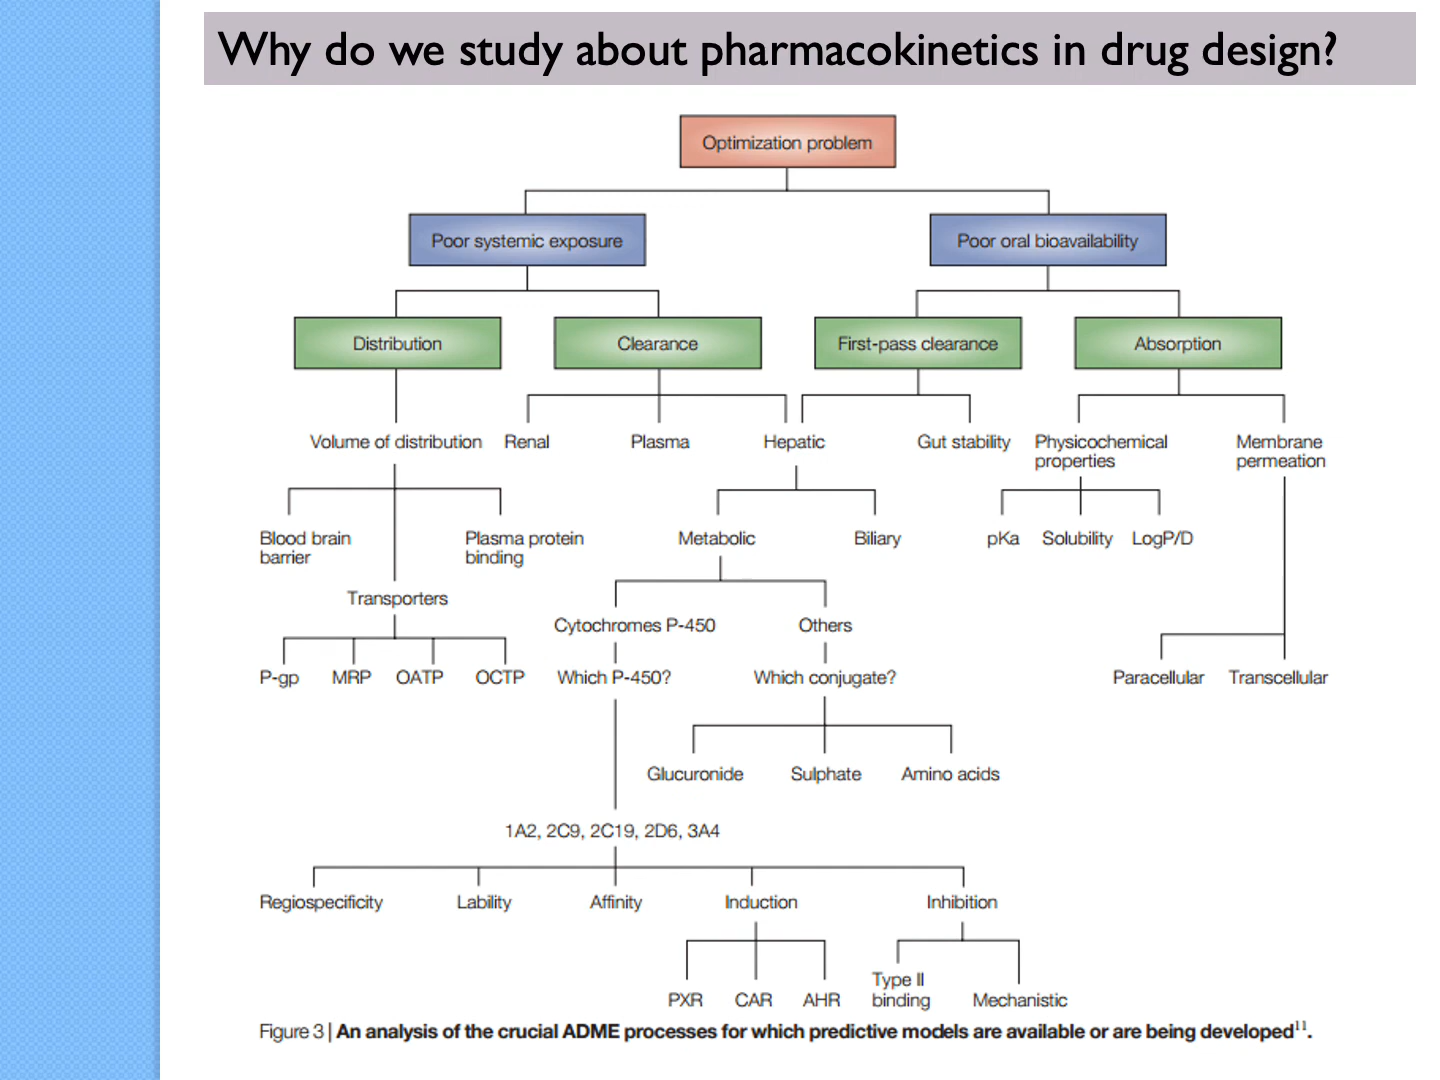 Why do we study about pharmacokinetics in drug design?
Optimization problem
Poor systemic exposure
Poor oral bioavailability
Distribution
Clearance
First-pass clearance
Absorption
Volume of distribution
Renal
Plasma
Hepatic
Gut stability
Physicochemical
properties
Membrane
permeation
Blood brain
barrier
Plasma protein
binding
Metabolic
Biliary
pKa
Solubility
LogP/D
Transporters
Cytochromes P-450
Others
P-gp
MRP
OATP
OCTP
Which P-450?
Which conjugate?
Paracellular
Transcellular
Glucuronide
Sulphate
Amino acids
1A2, 2C9, 2C19, 2D6, 3A4
Regiospecificity
Lability
Affinity
Induction
Inhibition
PXR
CAR
AHR
Type II
binding
Mechanistic
Figure 3 | An analysis of the crucial ADME processes for which predictive models are available or are being developed¹¹.